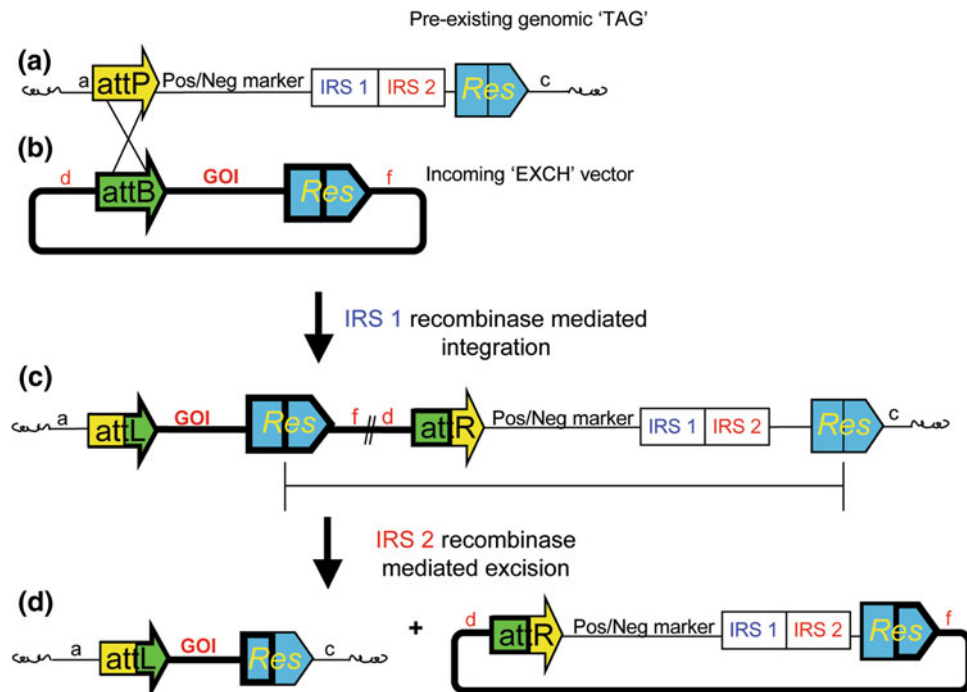 Pre-existing genomic 'TAG'
(a)
a attP Pos/Neg marker IRS 1 IRS 2 Res c
(b)
d attB GOI Res f Incoming 'EXCH' vector
IRS 1 recombinase mediated
integration
(c)
a attL GOI Res f // d attR Pos/Neg marker IRS 1 IRS 2 Res c
IRS 2 recombinase
mediated excision
(d)
a attL GOI Res c + d attR Pos/Neg marker IRS 1 IRS 2 Res f